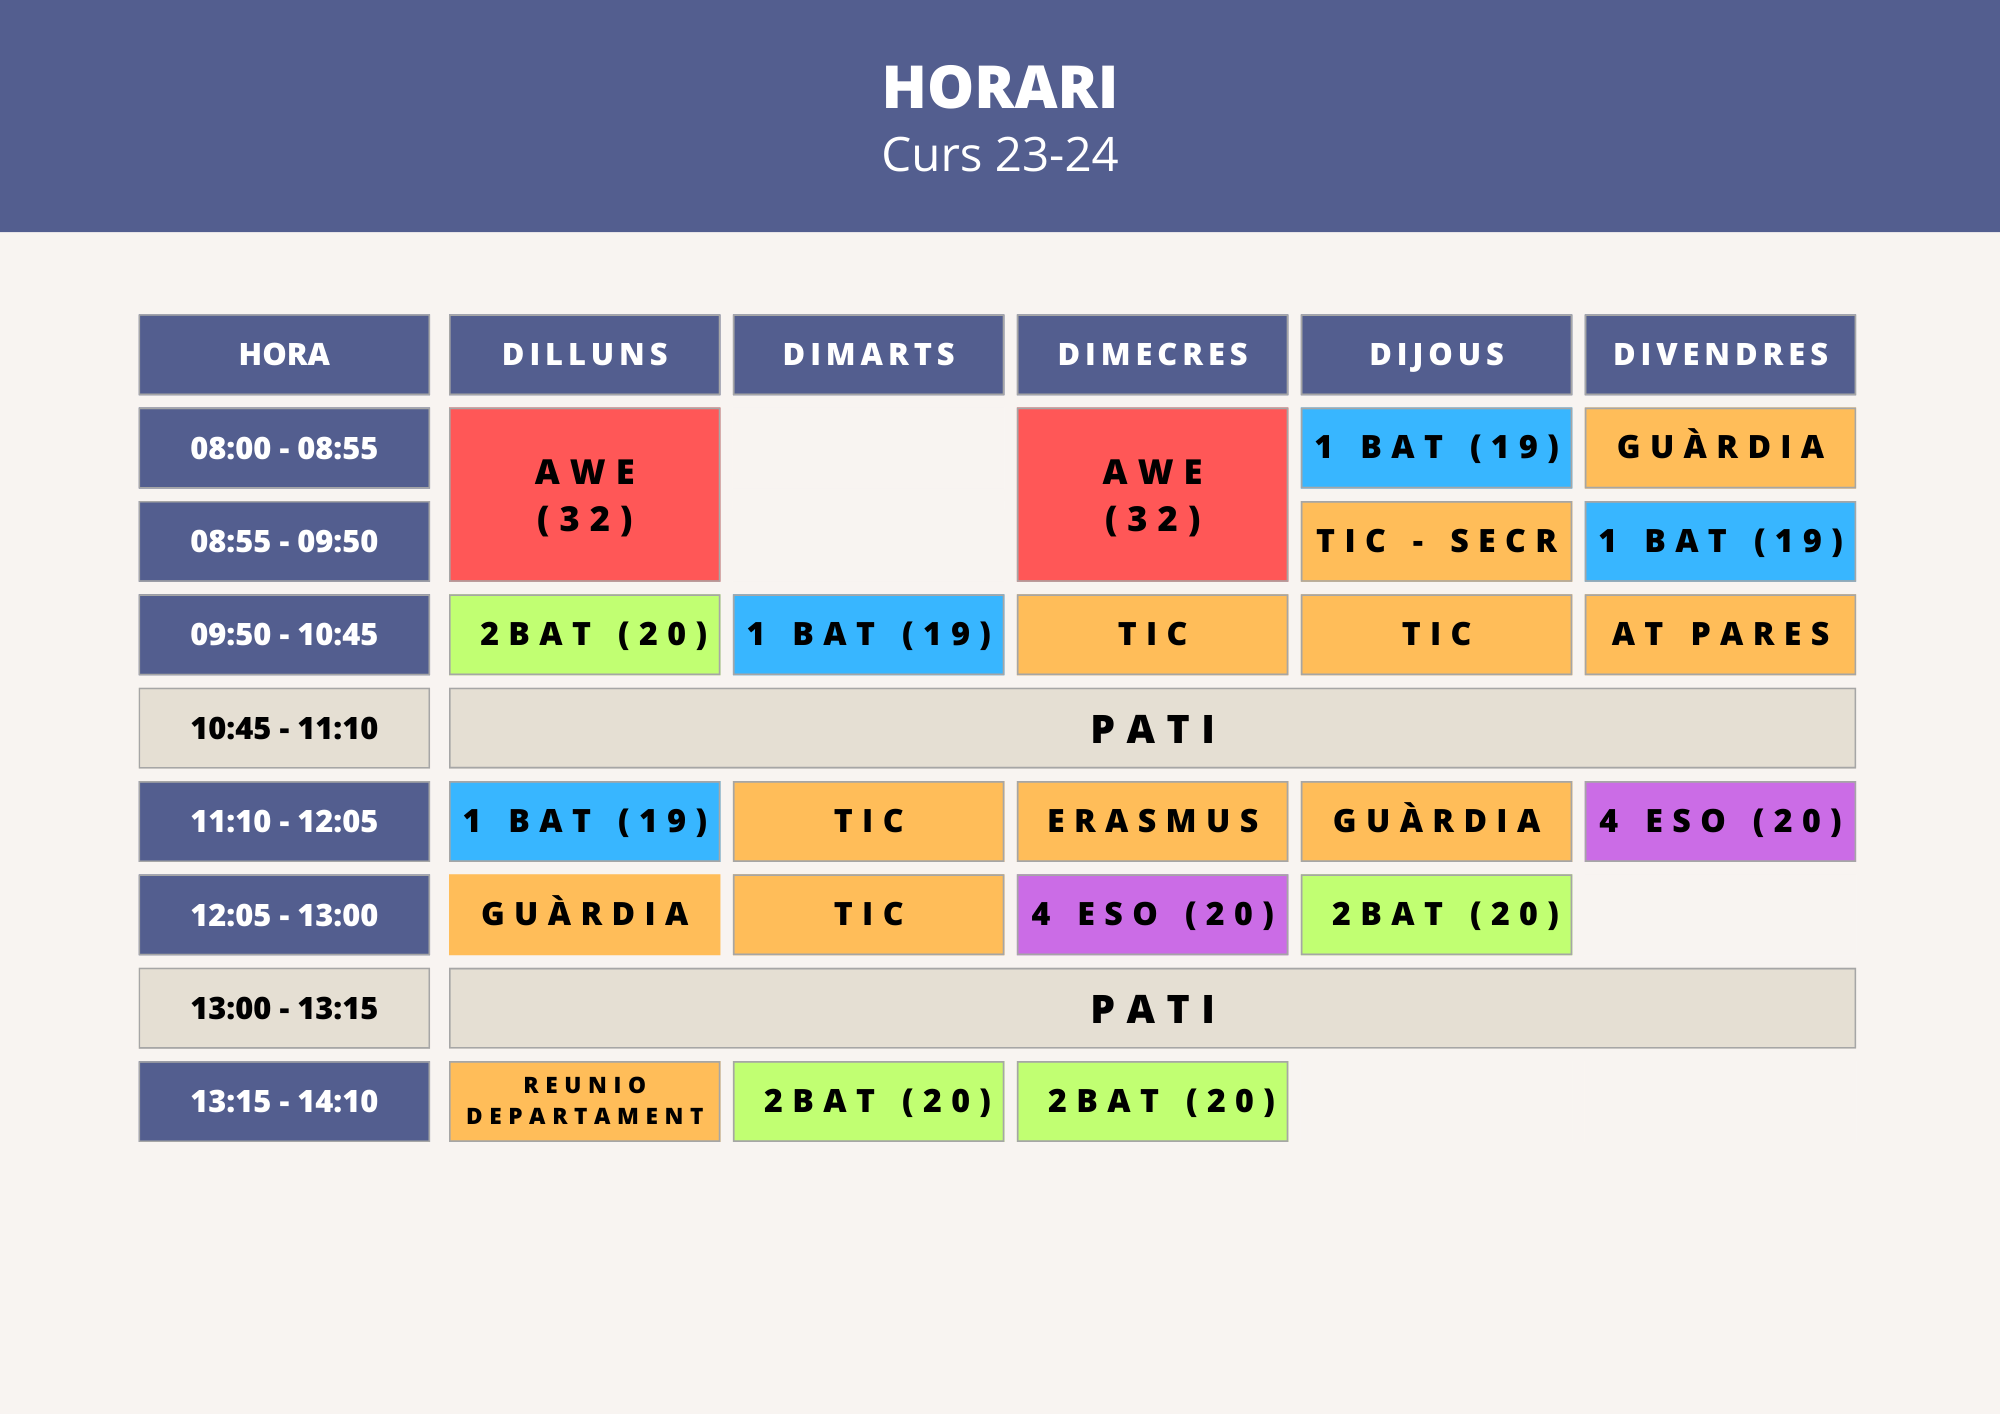 HORARI
Curs 23-24
HORA DILLUNS DIMARTS DIMECRES DIJOUS DIVENDRES
08:00 - 08:55 1 BAT (19) GUÀRDIA
AWE AWE
(32) (32)
08:55 - 09:50 TIC - SECR 1 BAT (19)
09:50 - 10:45 2BAT (20) 1 BAT (19) TIC TIC AT PARES
10:45 - 11:10 PATI
11:10 - 12:05 1 BAT (19) TIC ERASMUS GUÀRDIA 4 ESO (20)
12:05 - 13:00 GUÀRDIA TIC 4 ESO (20) 2BAT (20)
13:00 - 13:15 PATI
13:15 - 14:10 REUNIO DEPARTAMENT 2BAT (20) 2BAT (20)